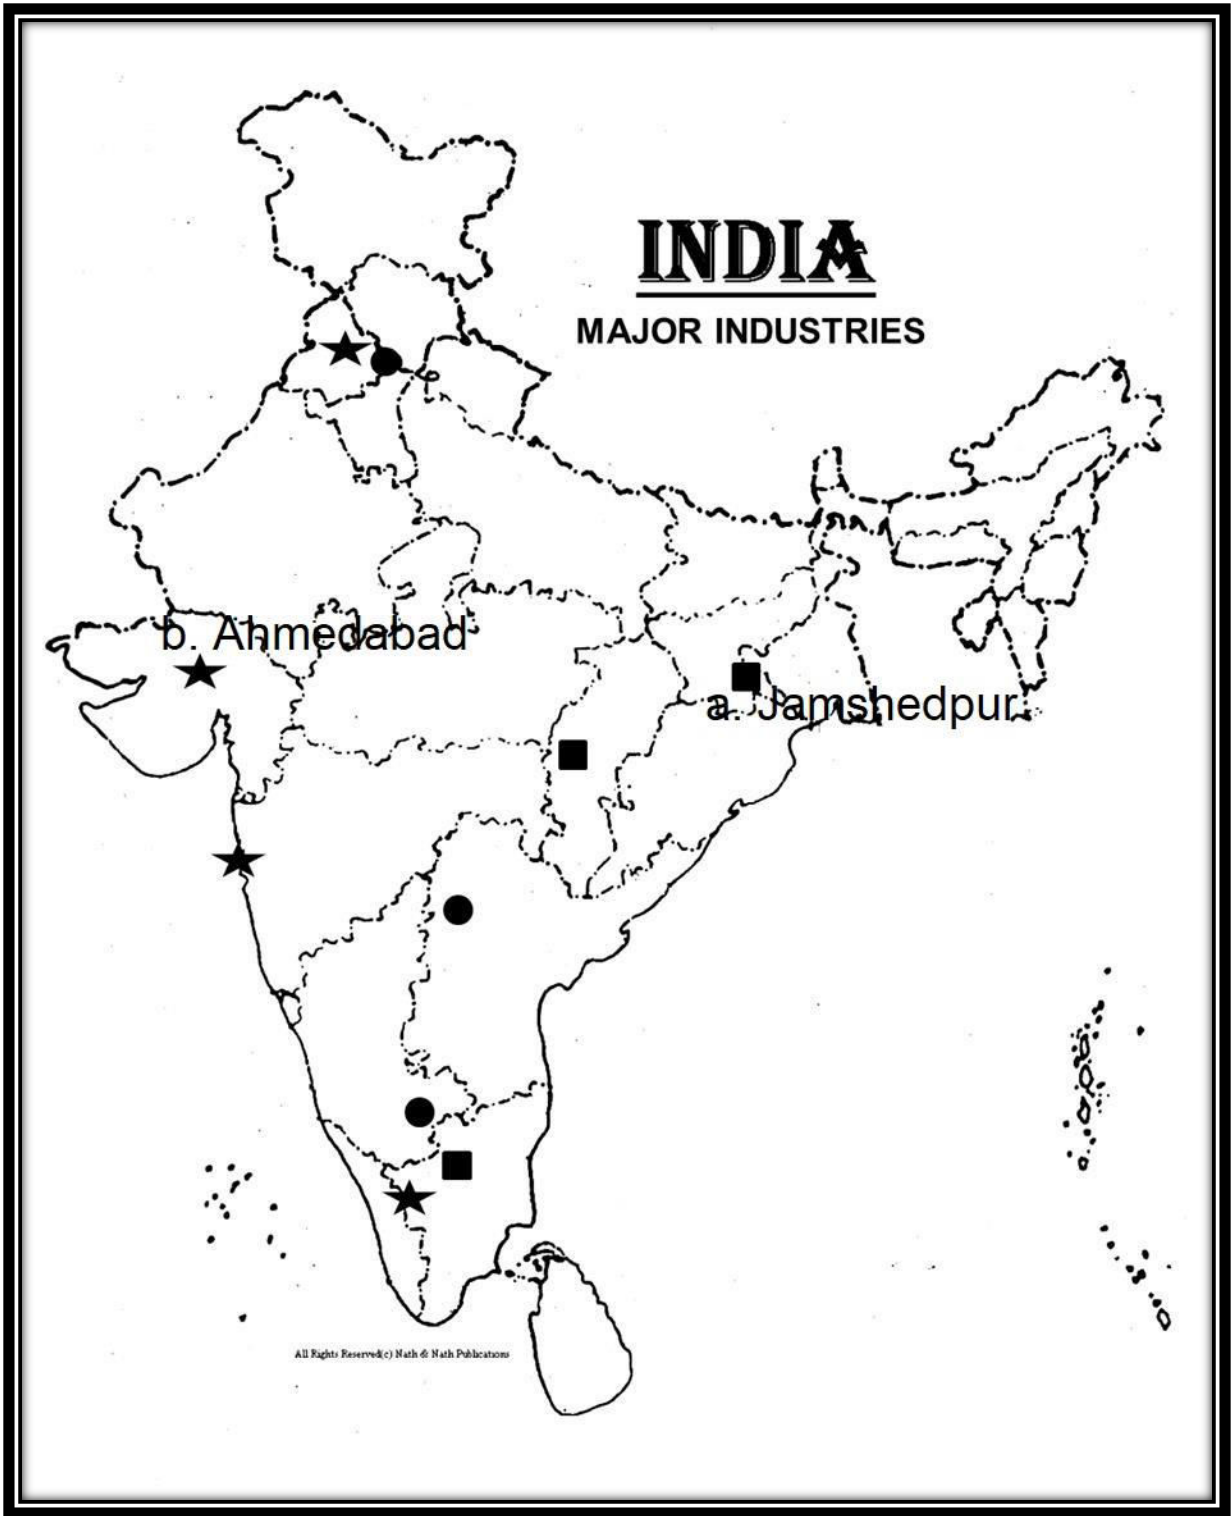 INDIA
MAJOR INDUSTRIES
b. Ahmedabad
a. Jamshedpur
All Rights Reserved(c) Nath & Nath Publications